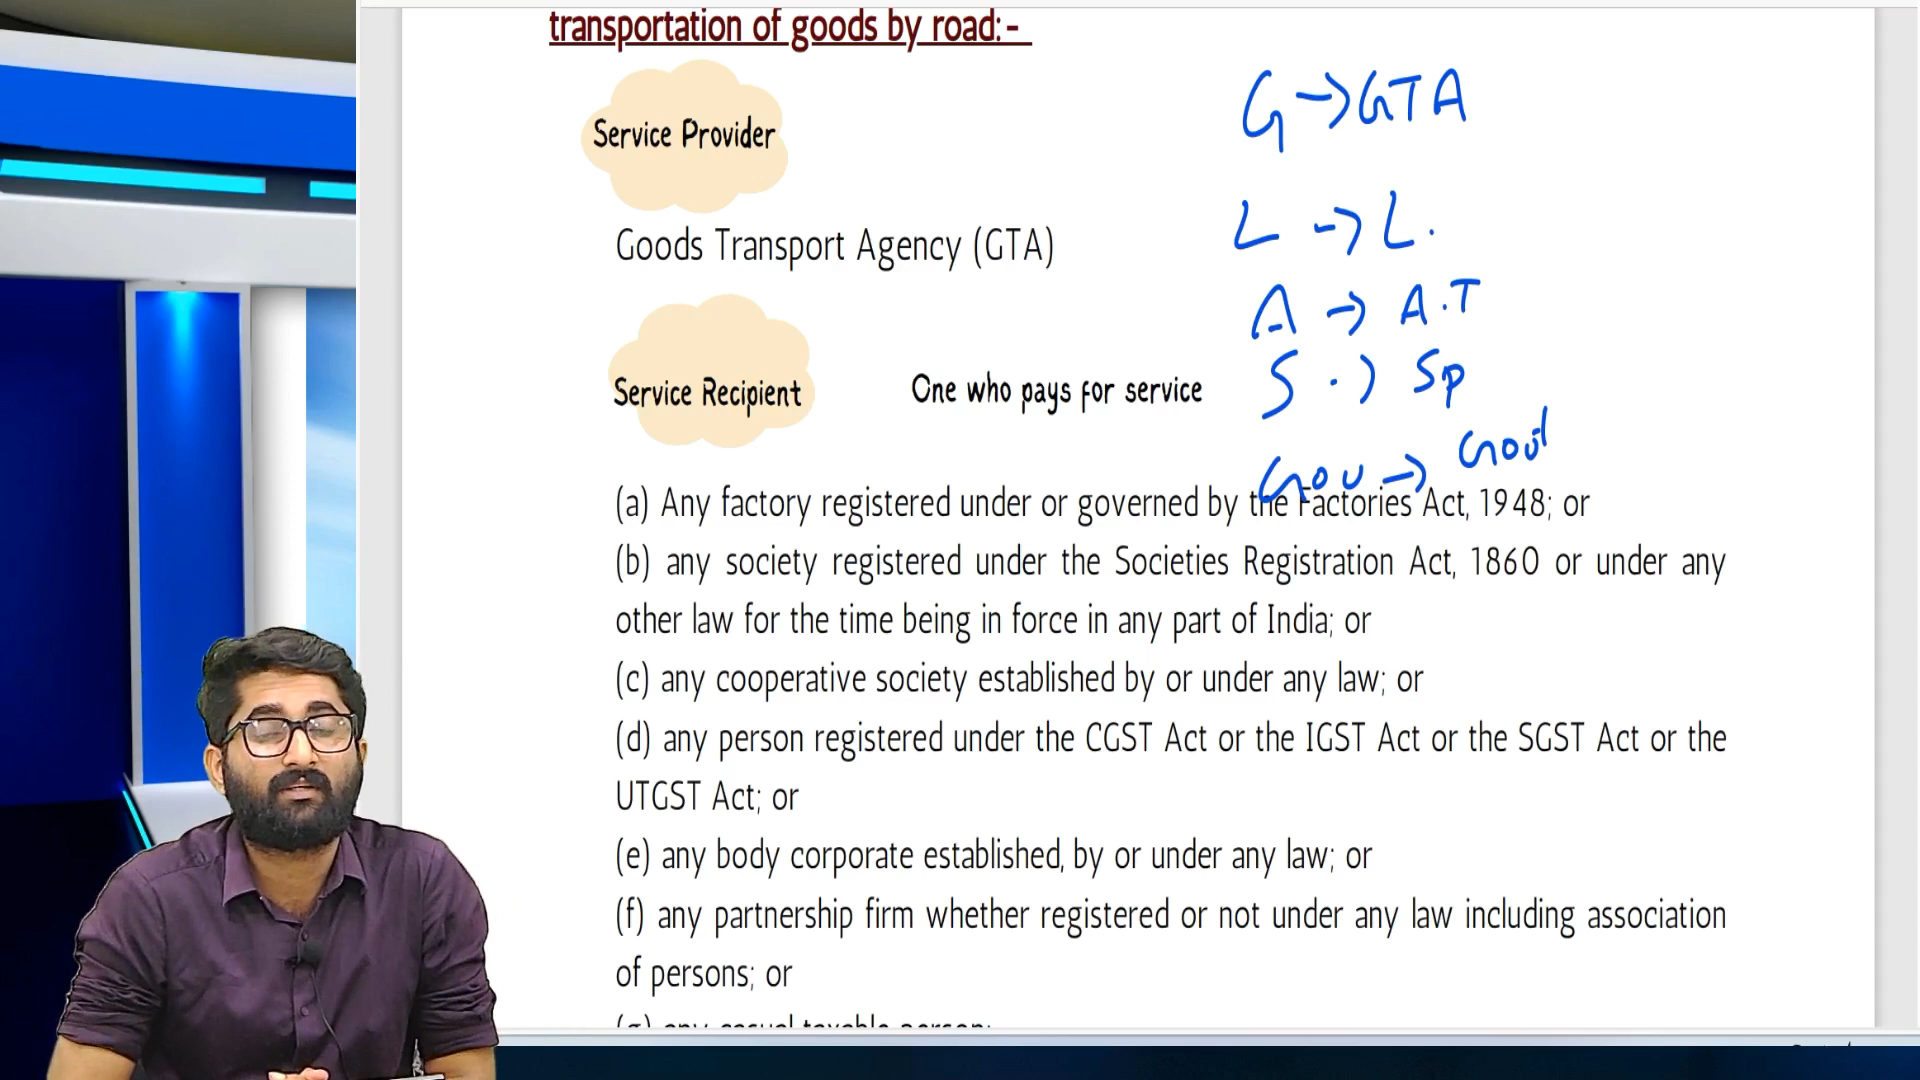 transportation of goods by road:-
G → GTA
Service Provider
L → L.
Goods Transport Agency (GTA)
A → A.T
S → Sp
Service Recipient One who pays for service
Gov → Govt
(a) Any factory registered under or governed by the Factories Act, 1948; or
(b) any society registered under the Societies Registration Act, 1860 or under any
other law for the time being in force in any part of India; or
(c) any cooperative society established by or under any law; or
(d) any person registered under the CGST Act or the IGST Act or the SGST Act or the
UTGST Act; or
(e) any body corporate established, by or under any law; or
(f) any partnership firm whether registered or not under any law including association
of persons; or
(g) any casual taxable person;